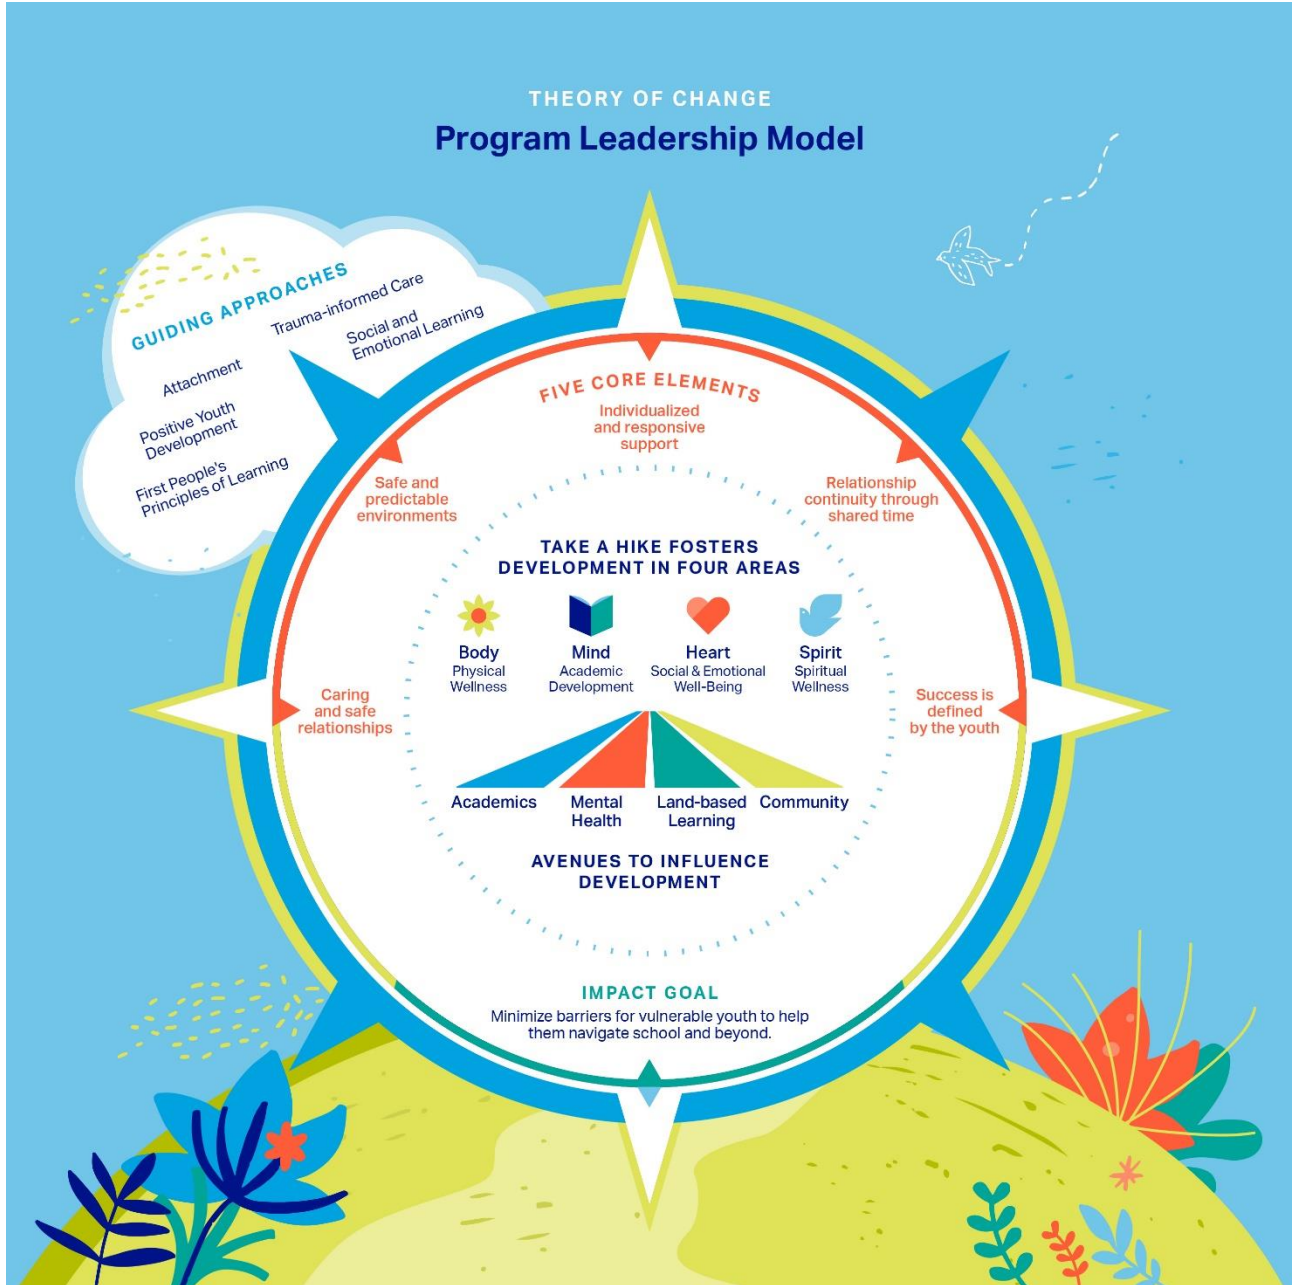 THEORY OF CHANGE
Program Leadership Model
GUIDING APPROACHES
Trauma-informed Care
Social and
Emotional Learning
Attachment
Positive Youth
Development
First People's
Principles of Learning
FIVE CORE ELEMENTS
Individualized
and responsive
support
Safe and
predictable
environments
Relationship
continuity through
shared time
Caring
and safe
relationships
Success is
defined
by the youth
TAKE A HIKE FOSTERS
DEVELOPMENT IN FOUR AREAS
Body
Physical
Wellness
Mind
Academic
Development
Heart
Social & Emotional
Well-Being
Spirit
Spiritual
Wellness
Academics
Mental
Health
Land-based
Learning
Community
AVENUES TO INFLUENCE
DEVELOPMENT
IMPACT GOAL
Minimize barriers for vulnerable youth to help
them navigate school and beyond.